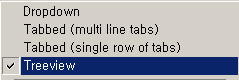 Dropdown
Tabbed (multi line tabs)
Tabbed (single row of tabs)
Treeview